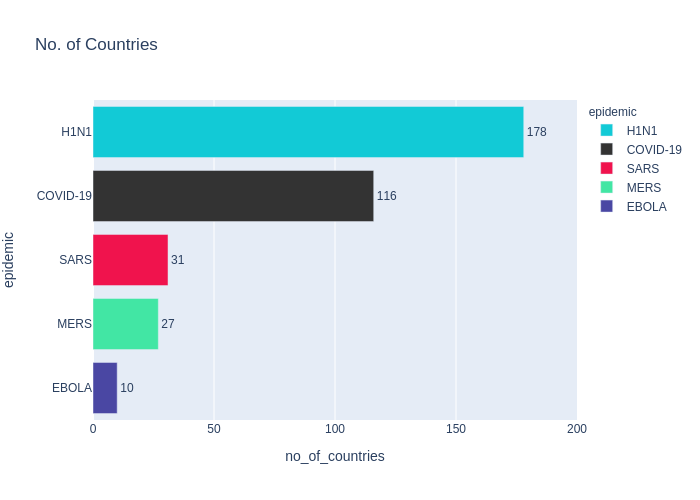 No. of Countries
epidemic
H1N1
178
COVID-19
116
SARS
31
MERS
27
EBOLA
10
0 50 100 150 200
no_of_countries
epidemic
H1N1
COVID-19
SARS
MERS
EBOLA